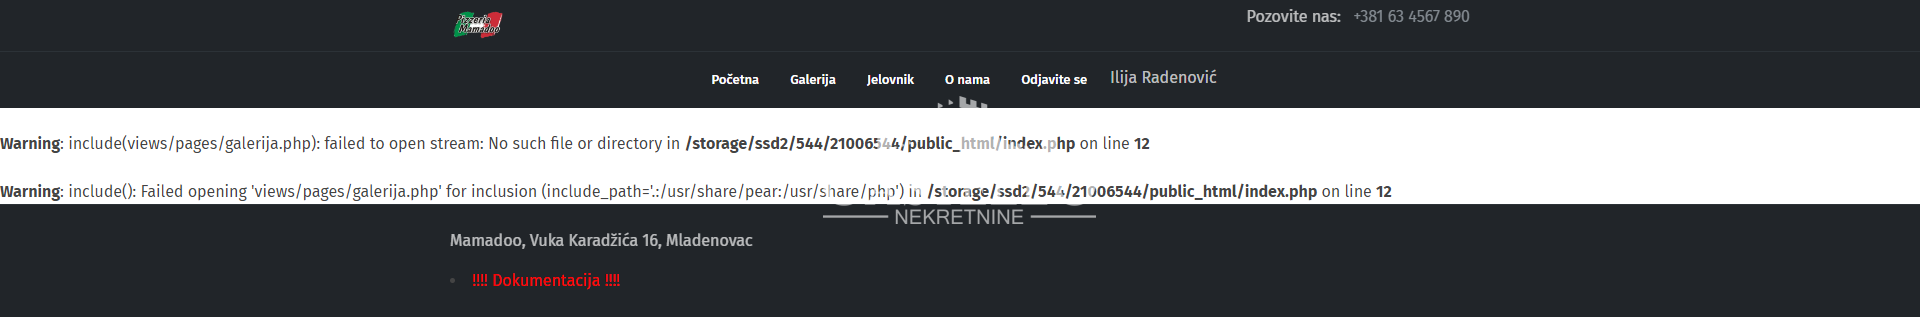 Pizzeria
Mamadoo
Pozovite nas: +381 63 4567 890
Početna Galerija Jelovnik O nama Odjavite se Ilija Radenović
Warning: include(views/pages/galerija.php): failed to open stream: No such file or directory in /storage/ssd2/544/21006544/public_html/index.php on line 12
Warning: include(): Failed opening 'views/pages/galerija.php' for inclusion (include_path='.:/usr/share/pear:/usr/share/php') in /storage/ssd2/544/21006544/public_html/index.php on line 12
NEKRETNINE
Mamadoo, Vuka Karadžića 16, Mladenovac
!!!! Dokumentacija !!!!